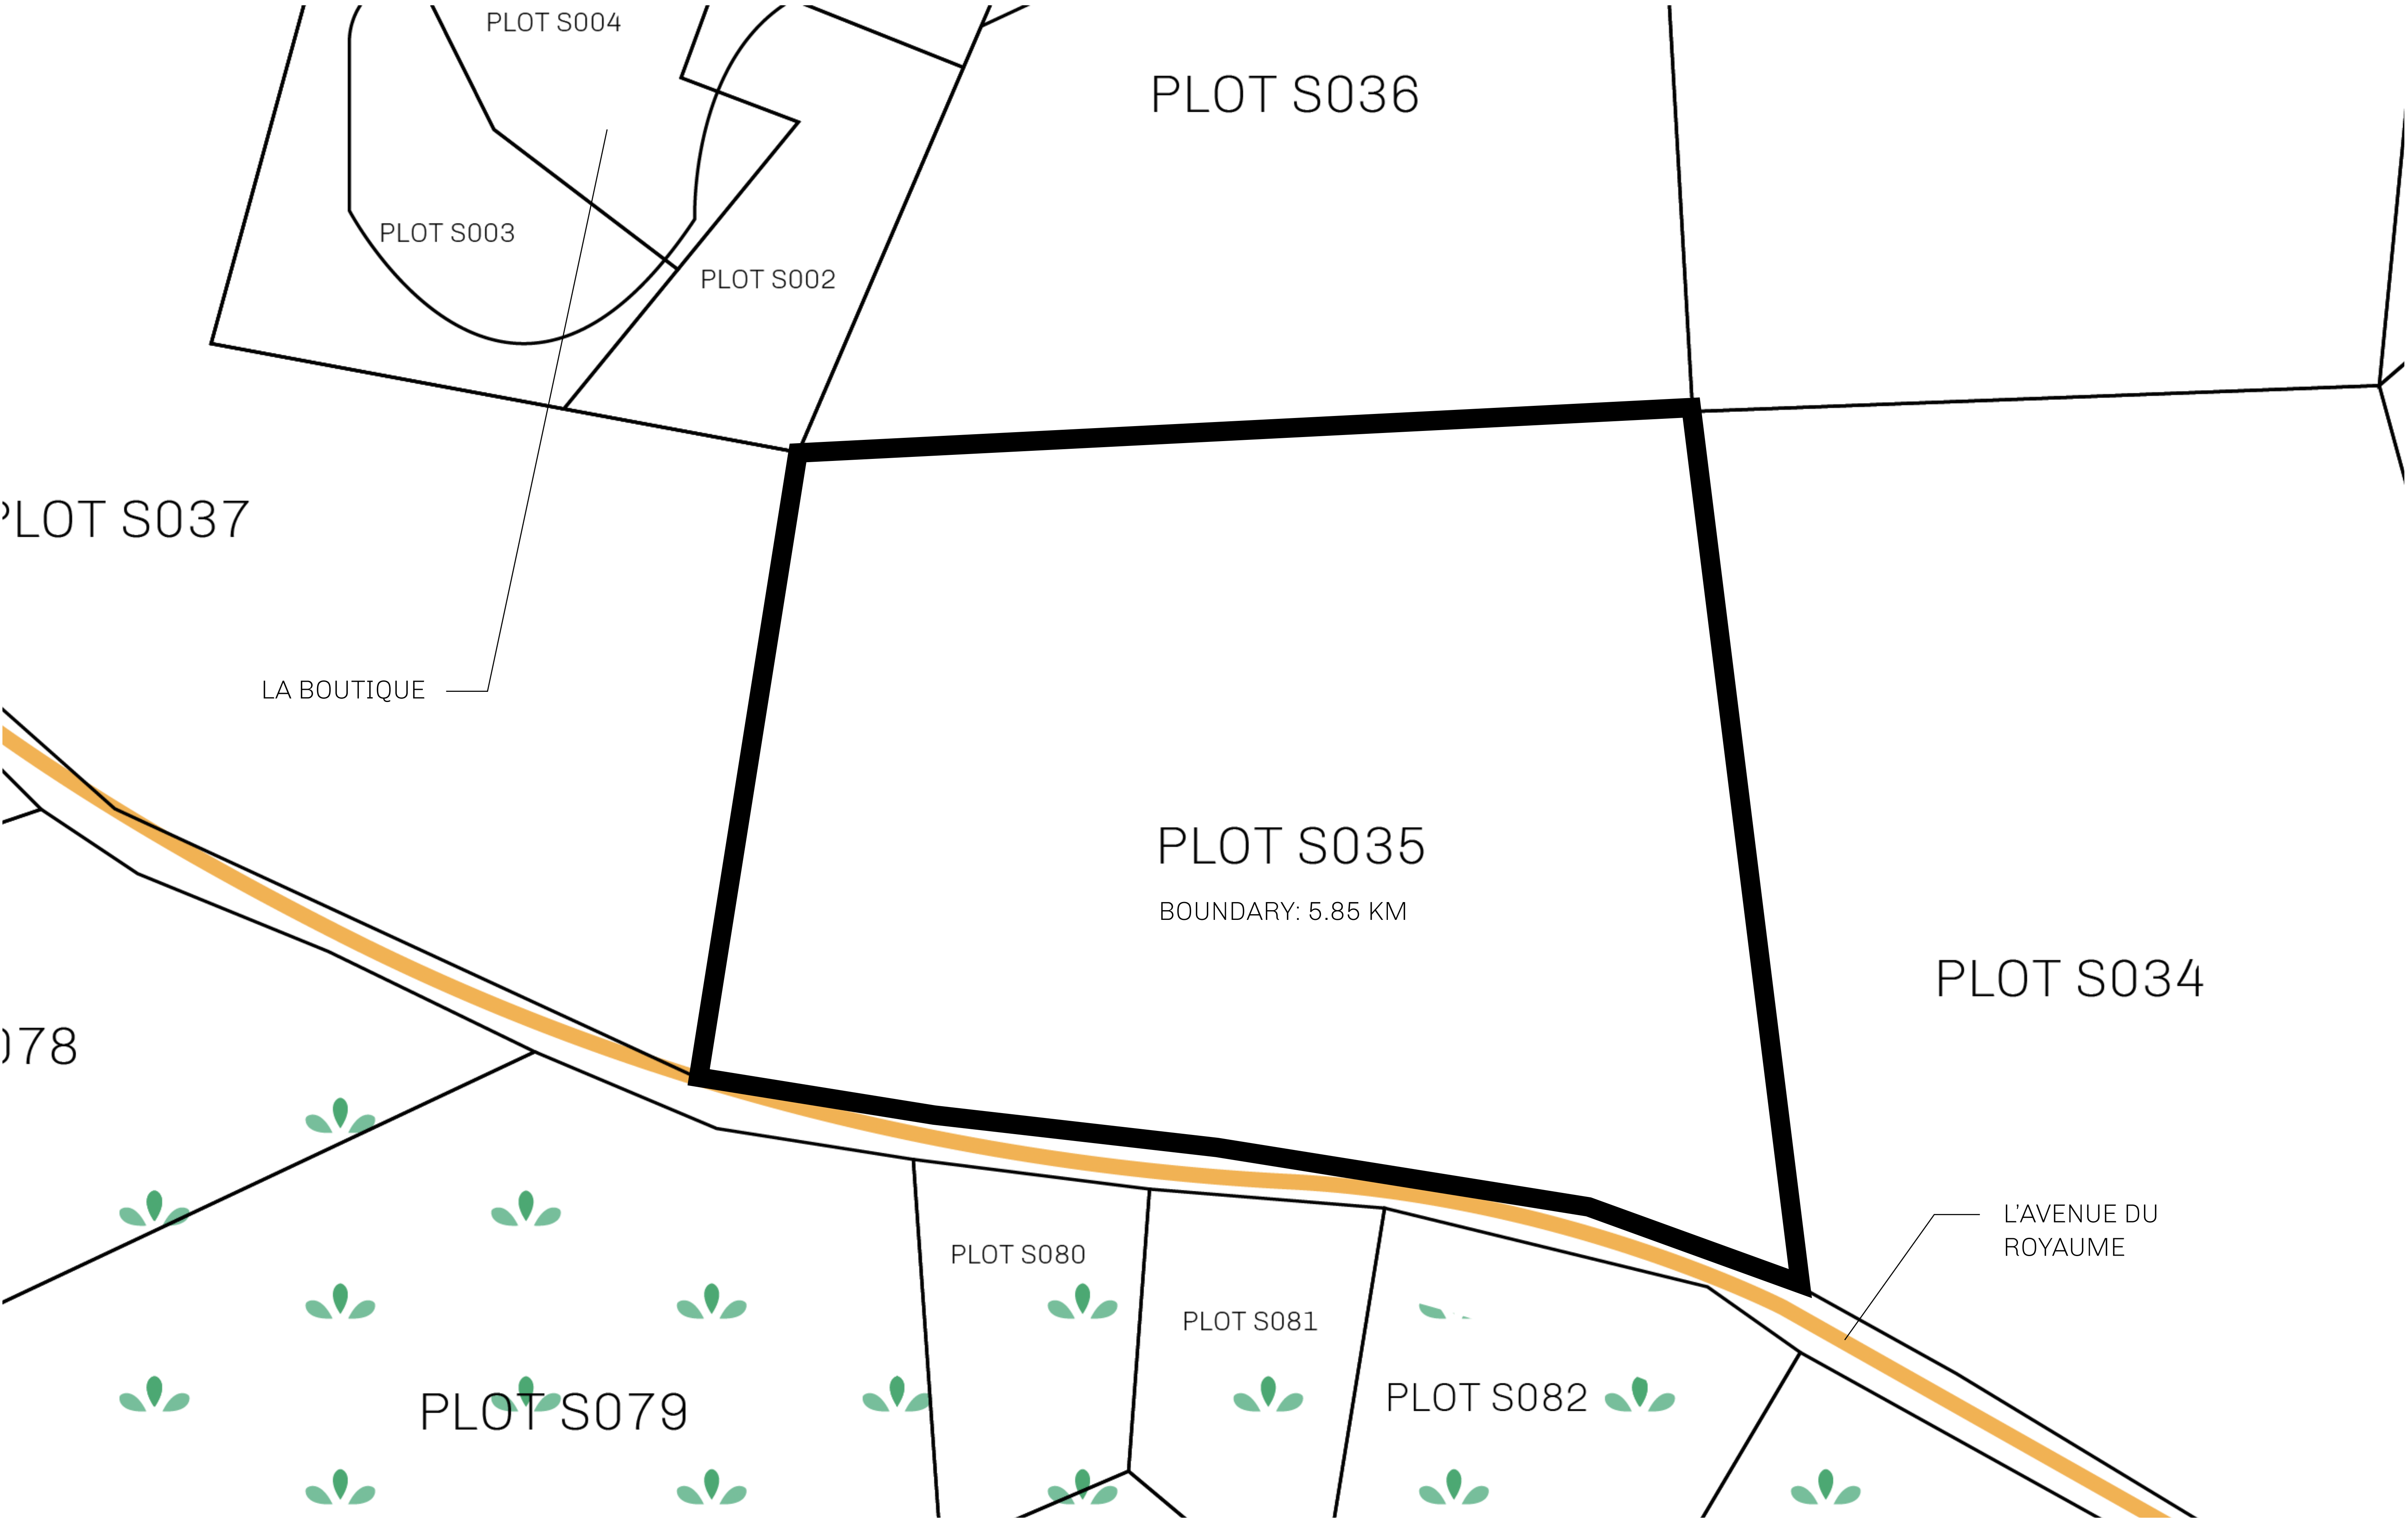 PLOT S004
PLOT S036
PLOT S003
PLOT S002
PLOT S037
LA BOUTIQUE
PLOT S035
BOUNDARY: 5.85 KM
PLOT S034
078
L'AVENUE DU
ROYAUME
PLOT S080
PLOT S081
PLOT S082
PLOT S079